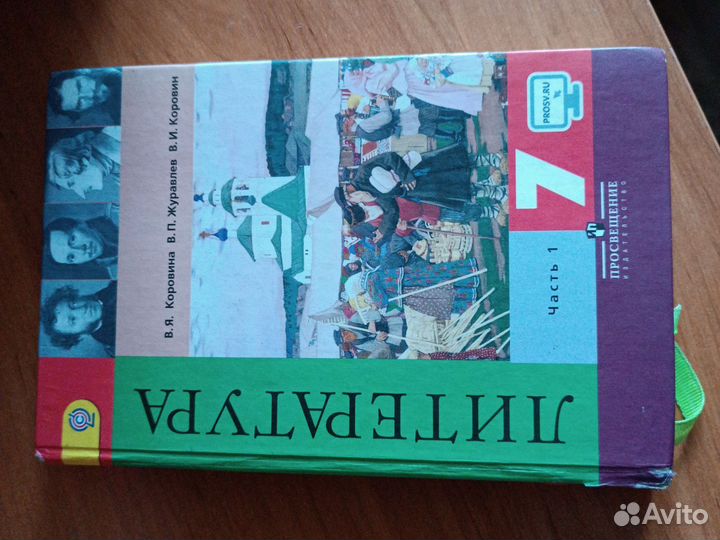 В.Я. Коровина В.П. Журавлев В.И. Коровин
ЛИТЕРАТУРА
7
Часть 1
PROSV.RU
ПРОСВЕЩЕНИЕ
ИЗДАТЕЛЬСТВО
Avito